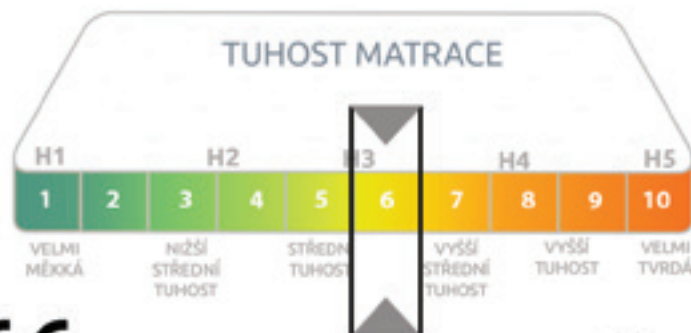 TUHOST MATRACE
H1 H2 H3 H4 H5
1 2 3 4 5 6 7 8 9 10
VELMI MĚKKÁ
NIŽŠÍ STŘEDNÍ TUHOST
STŘEDNÍ TUHOST
VYŠŠÍ STŘEDNÍ TUHOST
VYŠŠÍ TUHOST
VELMI TVRDÁ